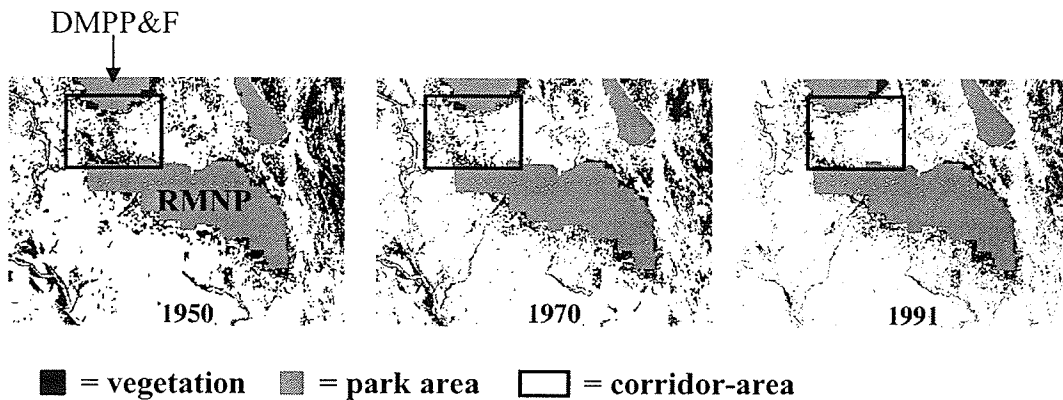 DMPP&F
RMNP
1950
1970
1991
= vegetation = park area = corridor-area